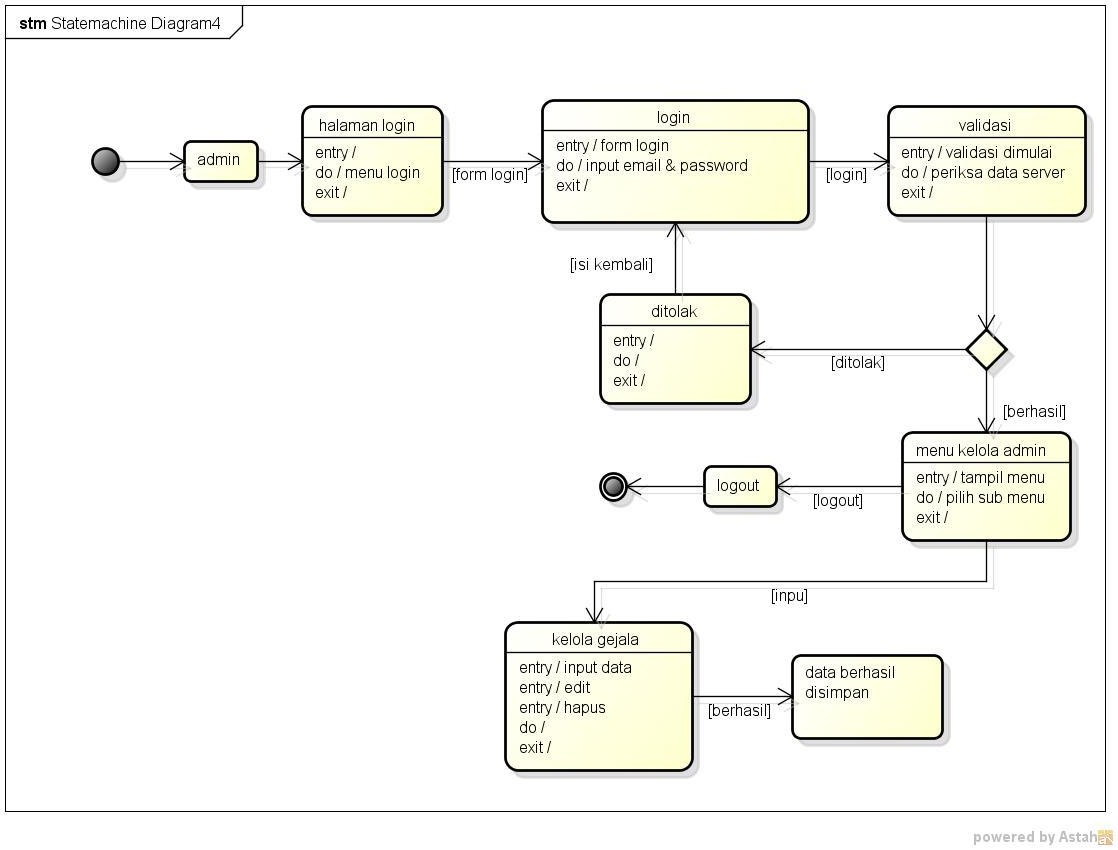 stm Statemachine Diagram4
admin
halaman login
entry /
do / menu login
exit /
[form login]
login
entry / form login
do / input email & password
exit /
[login]
validasi
entry / validasi dimulai
do / periksa data server
exit /
[isi kembali]
ditolak
entry /
do /
exit /
[ditolak]
[berhasil]
menu kelola admin
entry / tampil menu
do / pilih sub menu
exit /
[logout]
logout
[inpu]
kelola gejala
entry / input data
entry / edit
entry / hapus
do /
exit /
[berhasil]
data berhasil
disimpan
powered by Astah